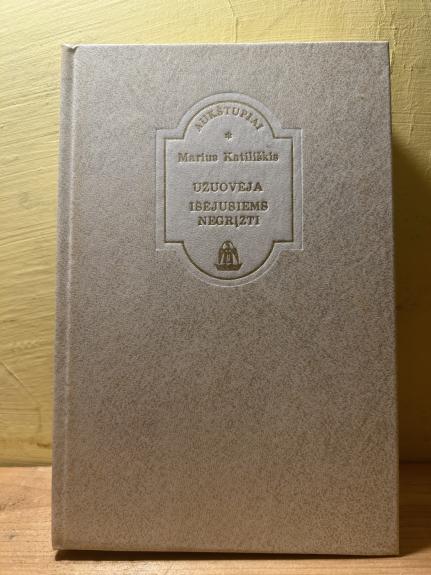 AUKŠTUPIAI
*
Marius Katiliškis
UŽUOVĖJA
IŠĖJUSIEMS
NEGRĮŽTI